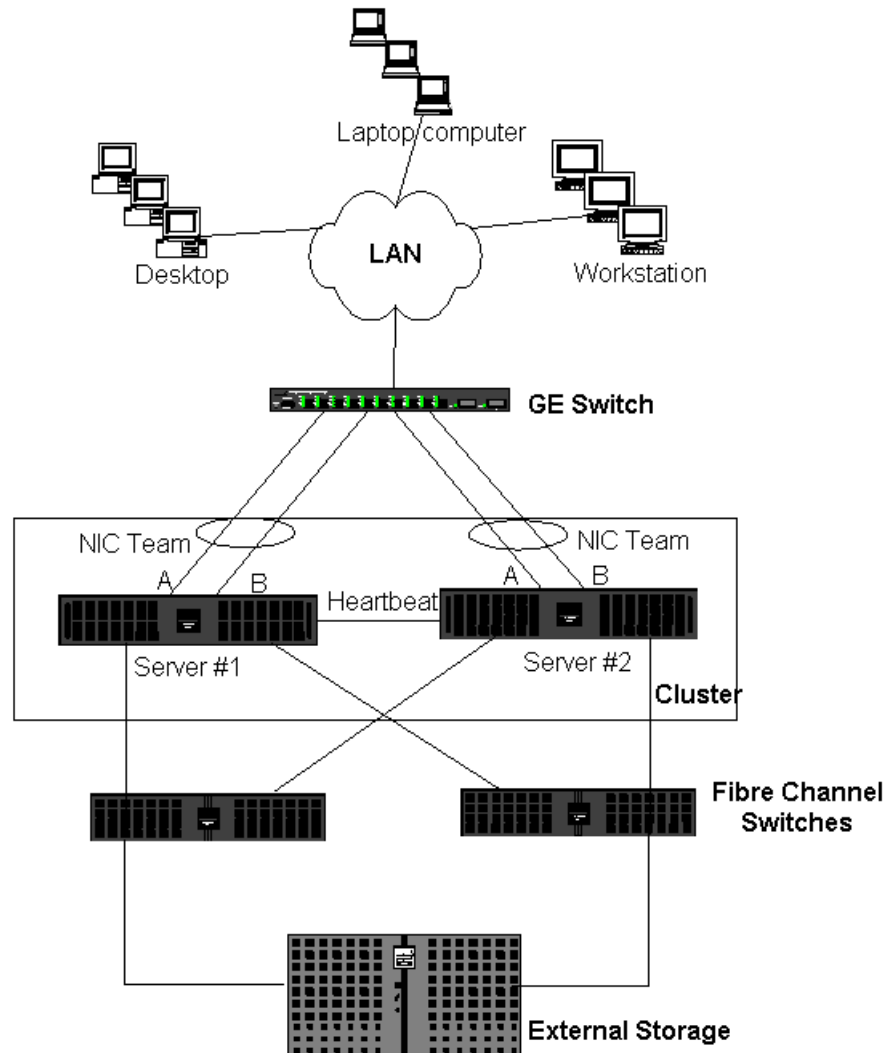 Laptop computer
Desktop
LAN
Workstation
GE Switch
NIC Team
NIC Team
A
B
A
B
Heartbeat
Server #1
Server #2
Cluster
Fibre Channel
Switches
External Storage